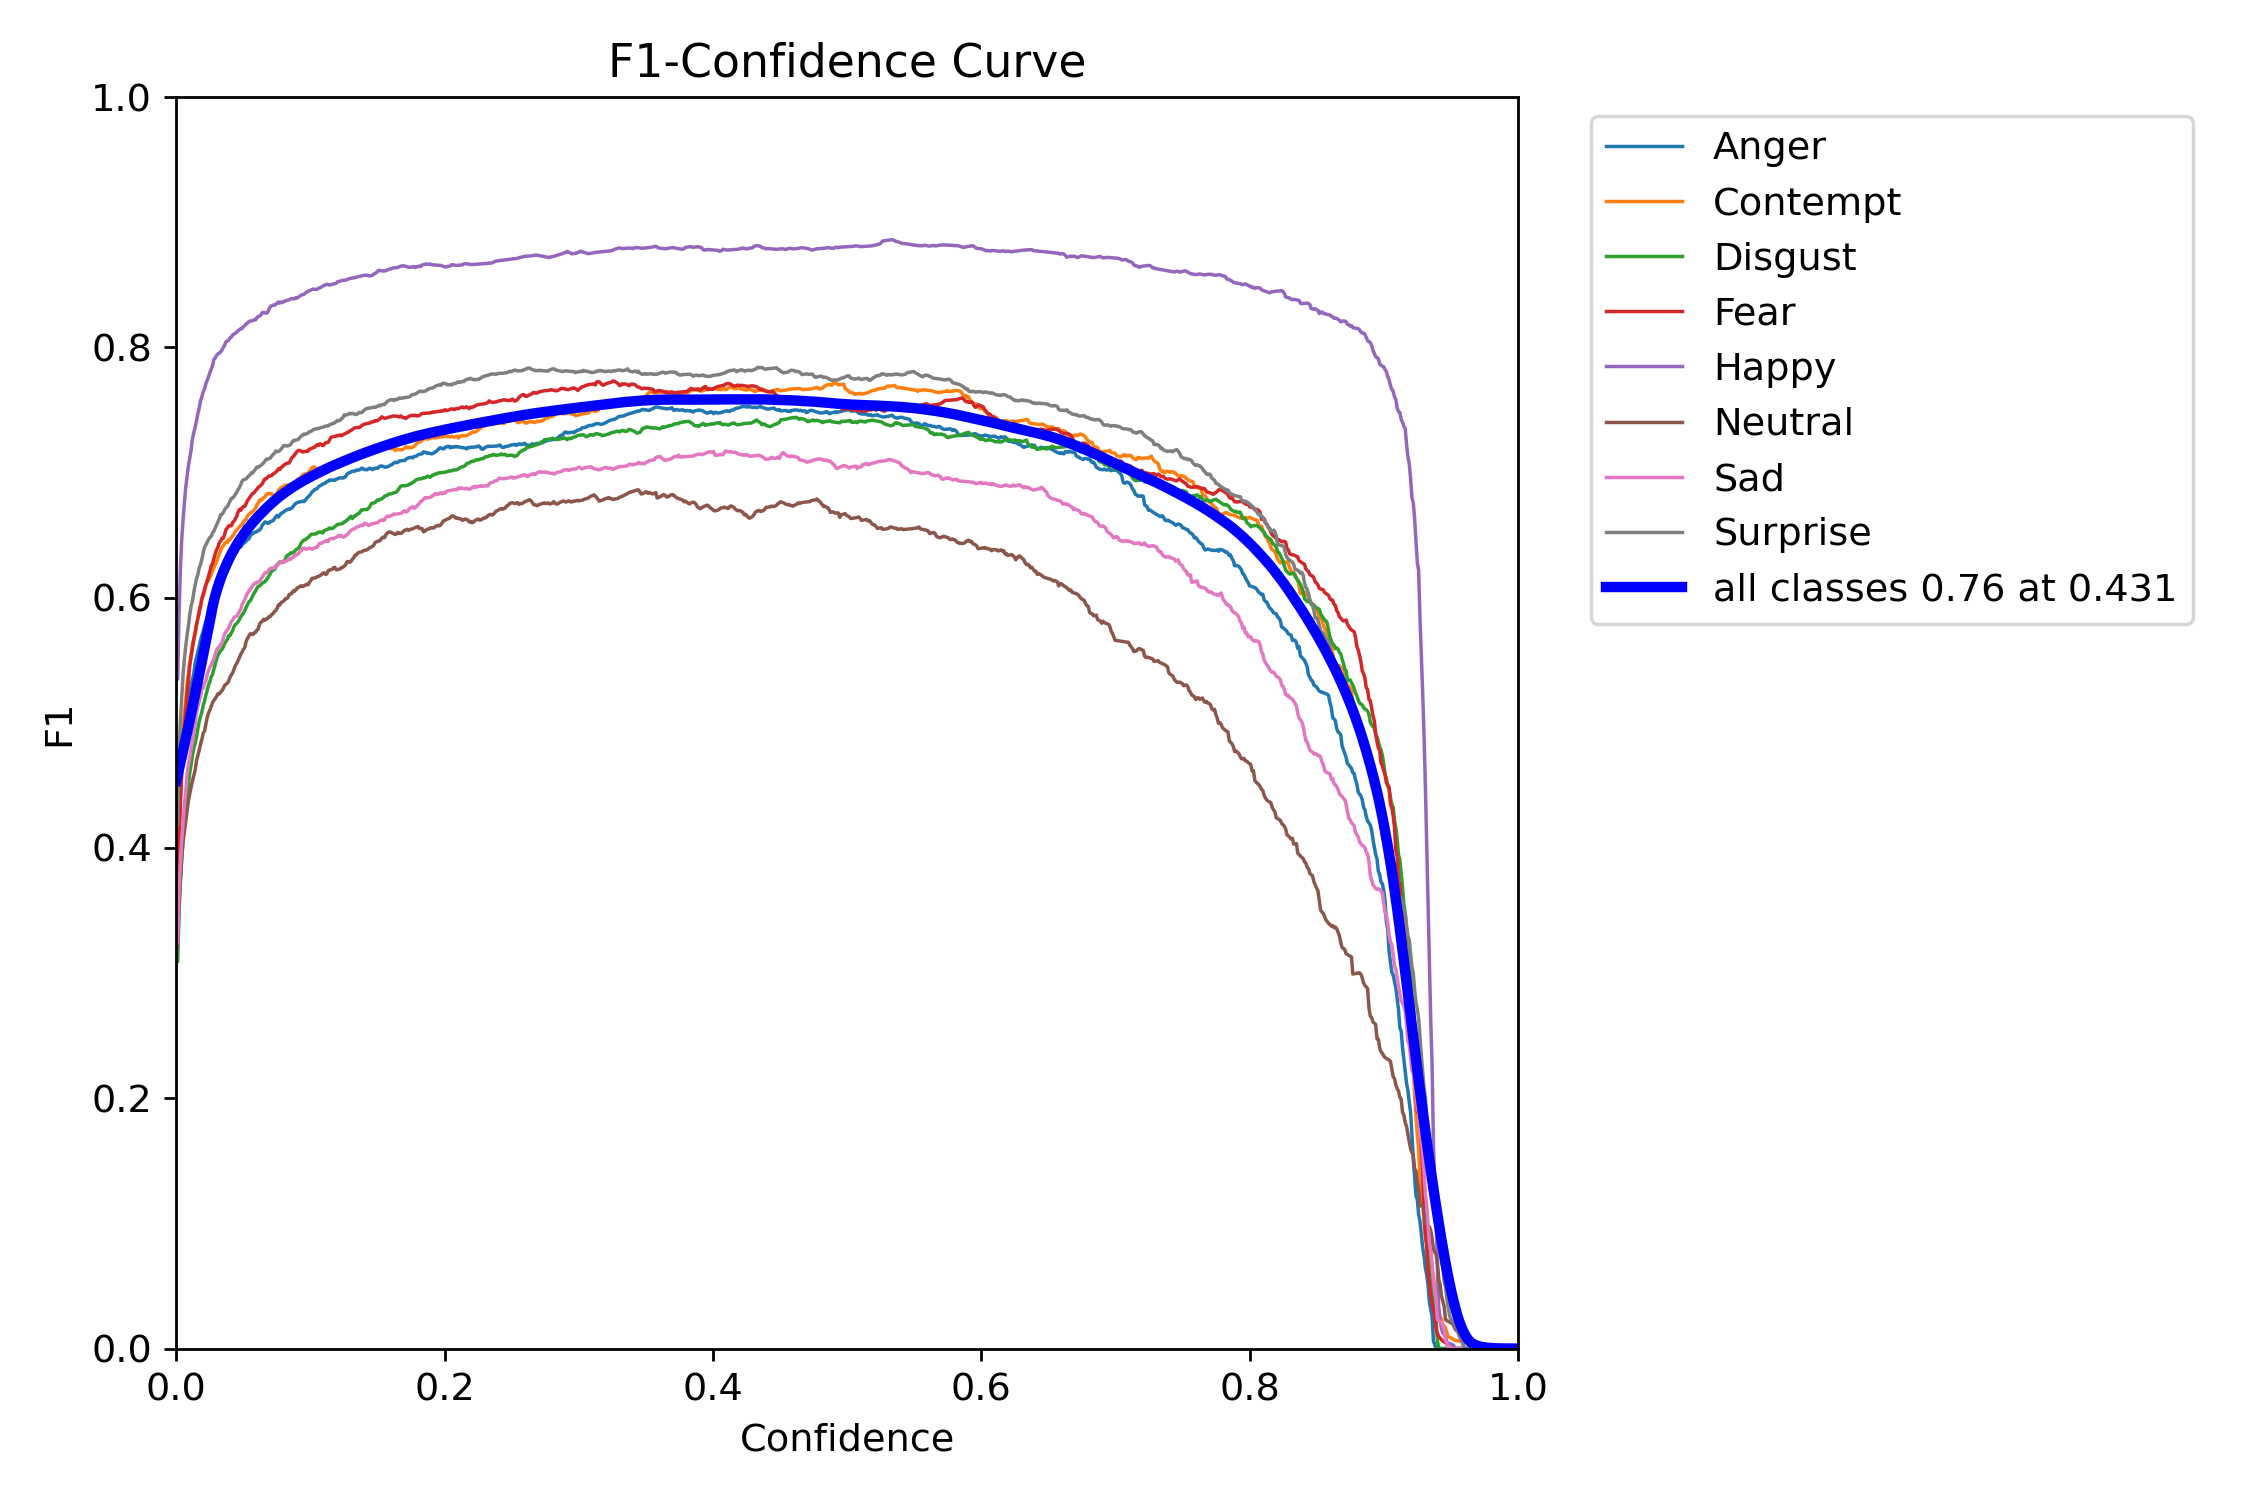 F1-Confidence Curve
1.0
0.8
0.6
0.4
0.2
0.0
F1
0.0 0.2 0.4 0.6 0.8 1.0
Confidence
Anger
Contempt
Disgust
Fear
Happy
Neutral
Sad
Surprise
all classes 0.76 at 0.431